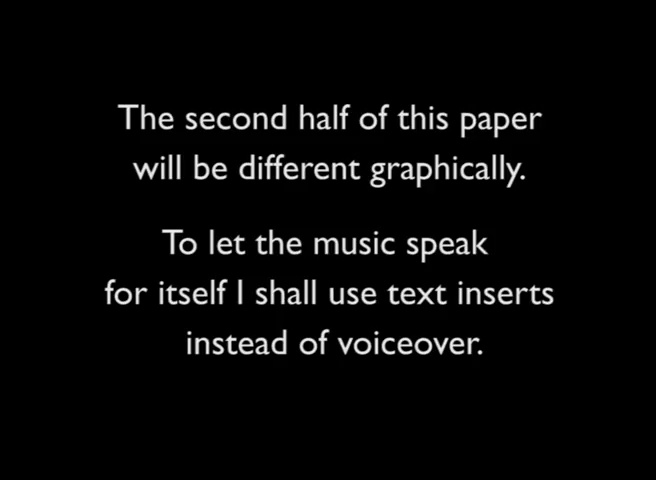 The second half of this paper
will be different graphically.
To let the music speak
for itself I shall use text inserts
instead of voiceover.